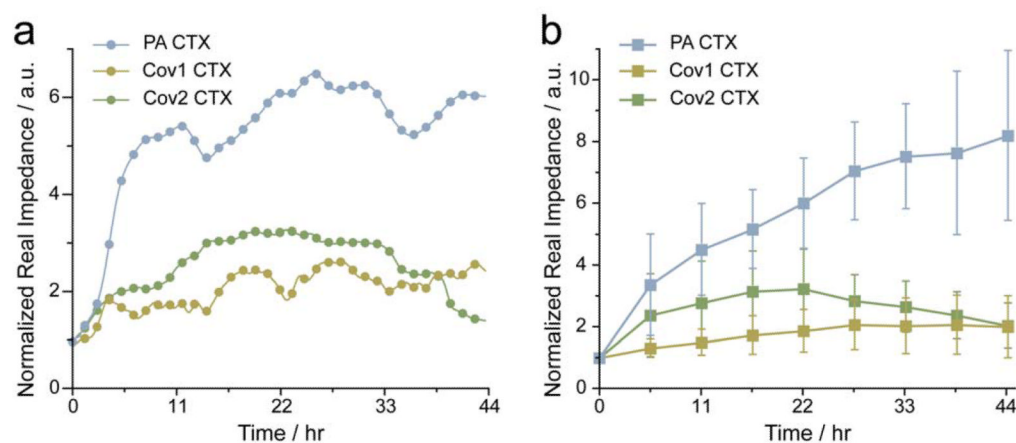 a
PA CTX
Cov1 CTX
Cov2 CTX
Normalized Real Impedance / a.u.
6
4
2
0
0 11 22 33 44
Time / hr
b
PA CTX
Cov1 CTX
Cov2 CTX
Normalized Real Impedance / a.u.
10
8
6
4
2
0
0 11 22 33 44
Time / hr